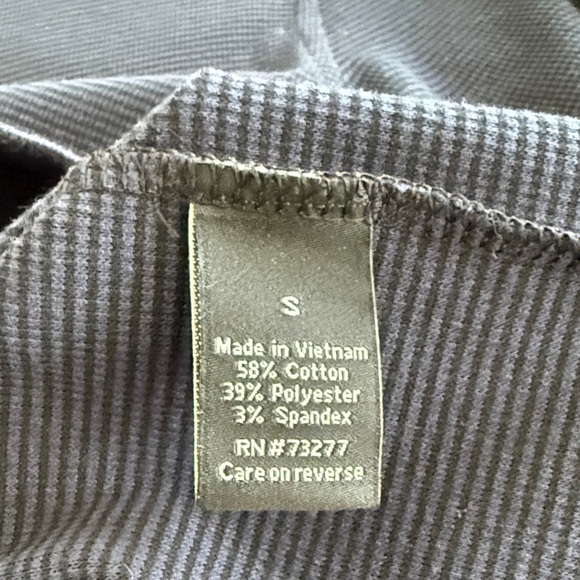 S
Made in Vietnam
58% Cotton
39% Polyester
3% Spandex
RN#73277
Care on reverse